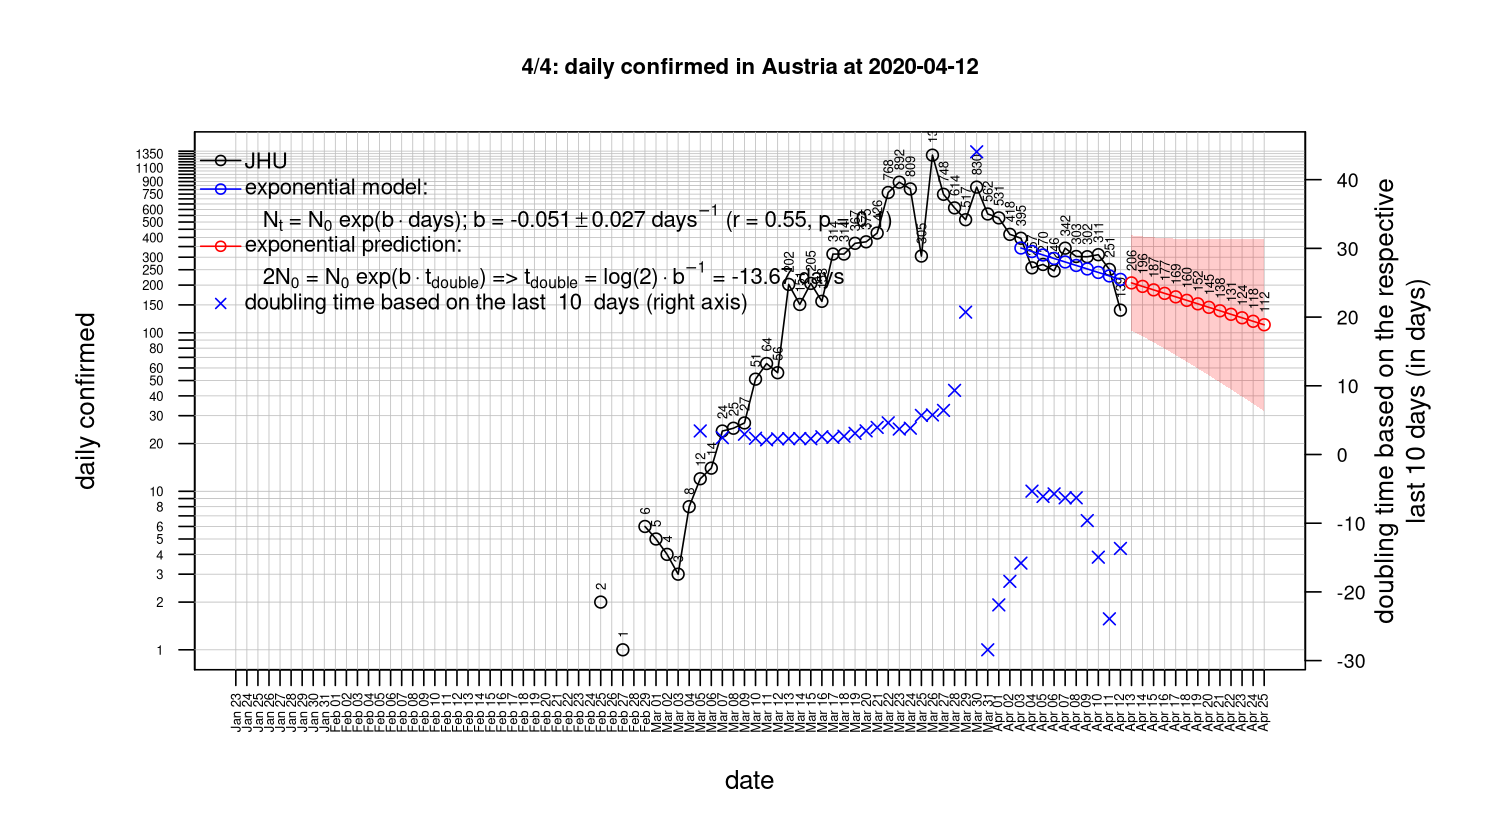 4/4: daily confirmed in Austria at 2020-04-12
JHU
exponential model:
N_t = N_0 exp(b · days); b = -0.051 ± 0.027 days^−1 (r = 0.55, p
exponential prediction:
2N_0 = N_0 exp(b · t_double) => t_double = log(2) · b^−1 = -13.67 days
doubling time based on the last 10 days (right axis)
daily confirmed
1350
1100
900
750
600
500
400
300
250
200
150
100
80
60
50
40
30
20
10
8
6
5
4
3
2
1
2
1
6
5
4
3
8
12
14
24
25
27
51
64
56
202
205
314
314
426
768
892
809
305
748
614
517
830
562
531
418
395
270
342
303
302
311
251
206
196
187
177
169
160
152
145
138
131
124
118
112
40
30
20
10
0
-10
-20
-30
doubling time based on the respective
last 10 days (in days)
Jan 23
Jan 24
Jan 25
Jan 26
Jan 27
Jan 28
Jan 29
Jan 30
Jan 31
Feb 01
Feb 02
Feb 03
Feb 04
Feb 05
Feb 06
Feb 07
Feb 08
Feb 09
Feb 10
Feb 11
Feb 12
Feb 13
Feb 14
Feb 15
Feb 16
Feb 17
Feb 18
Feb 19
Feb 20
Feb 21
Feb 22
Feb 23
Feb 24
Feb 25
Feb 26
Feb 27
Feb 28
Feb 29
Mar 01
Mar 02
Mar 03
Mar 04
Mar 05
Mar 06
Mar 07
Mar 08
Mar 09
Mar 10
Mar 11
Mar 12
Mar 13
Mar 14
Mar 15
Mar 16
Mar 17
Mar 18
Mar 19
Mar 20
Mar 21
Mar 22
Mar 23
Mar 24
Mar 25
Mar 26
Mar 27
Mar 28
Mar 29
Mar 30
Mar 31
Apr 01
Apr 02
Apr 03
Apr 04
Apr 05
Apr 06
Apr 07
Apr 08
Apr 09
Apr 10
Apr 11
Apr 12
Apr 13
Apr 14
Apr 15
Apr 16
Apr 17
Apr 18
Apr 19
Apr 20
Apr 21
Apr 22
Apr 23
Apr 24
Apr 25
date